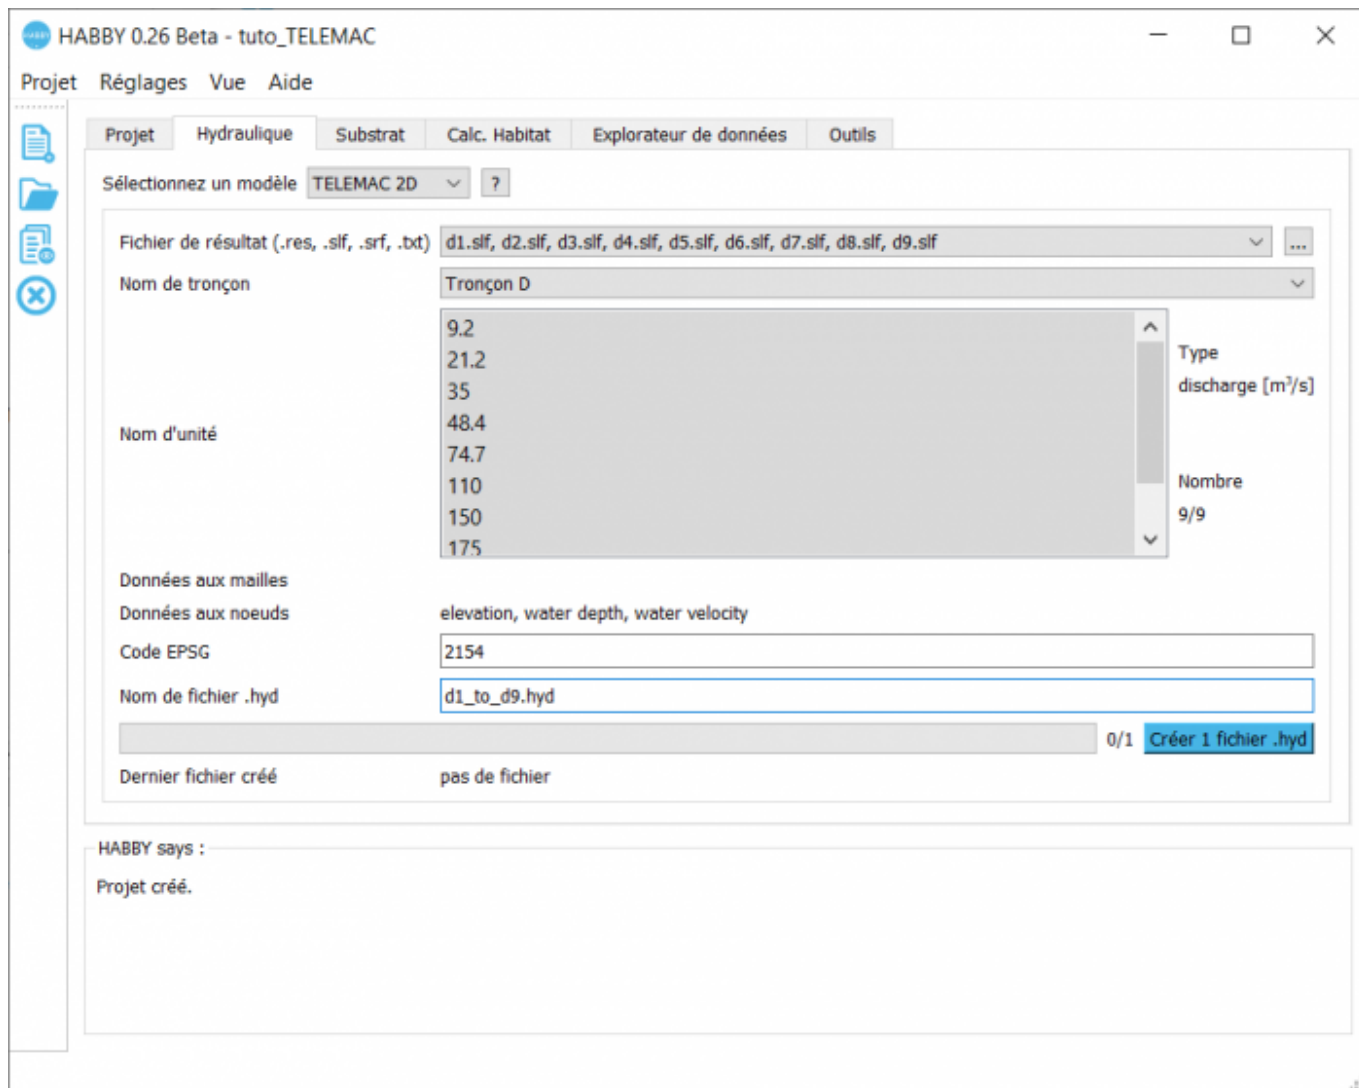 HABBY 0.26 Beta - tuto_TELEMAC
Projet Réglages Vue Aide
Projet Hydraulique Substrat Calc. Habitat Explorateur de données Outils
Sélectionnez un modèle TELEMAC 2D ?
Fichier de résultat (.res, .slf, .srf, .txt) d1.slf, d2.slf, d3.slf, d4.slf, d5.slf, d6.slf, d7.slf, d8.slf, d9.slf ...
Nom de tronçon Tronçon D
9.2
21.2
Type
35
discharge [m³/s]
48.4
Nom d'unité
74.7
110
Nombre
150
9/9
175
Données aux mailles
Données aux noeuds elevation, water depth, water velocity
Code EPSG 2154
Nom de fichier .hyd d1_to_d9.hyd
0/1 Créer 1 fichier .hyd
Dernier fichier créé pas de fichier
HABBY says :
Projet créé.